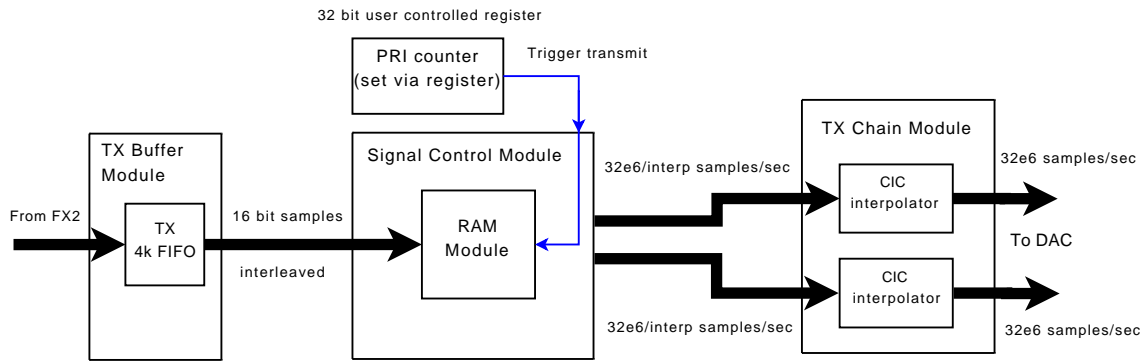 32 bit user controlled register
PRI counter
(set via register)
Trigger transmit
TX Buffer
Module
From FX2
TX
4k FIFO
16 bit samples
interleaved
Signal Control Module
RAM
Module
32e6/interp samples/sec
32e6/interp samples/sec
TX Chain Module
CIC
interpolator
CIC
interpolator
32e6 samples/sec
To DAC
32e6 samples/sec